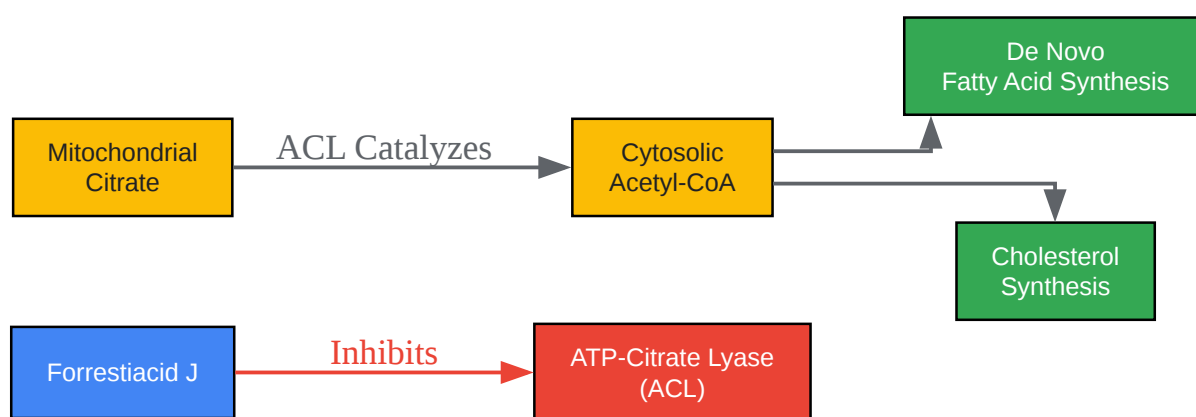 De Novo
Fatty Acid Synthesis
Mitochondrial
Citrate
ACL Catalyzes
Cytosolic
Acetyl-CoA
Cholesterol
Synthesis
Forrestiacid J
Inhibits
ATP-Citrate Lyase
(ACL)